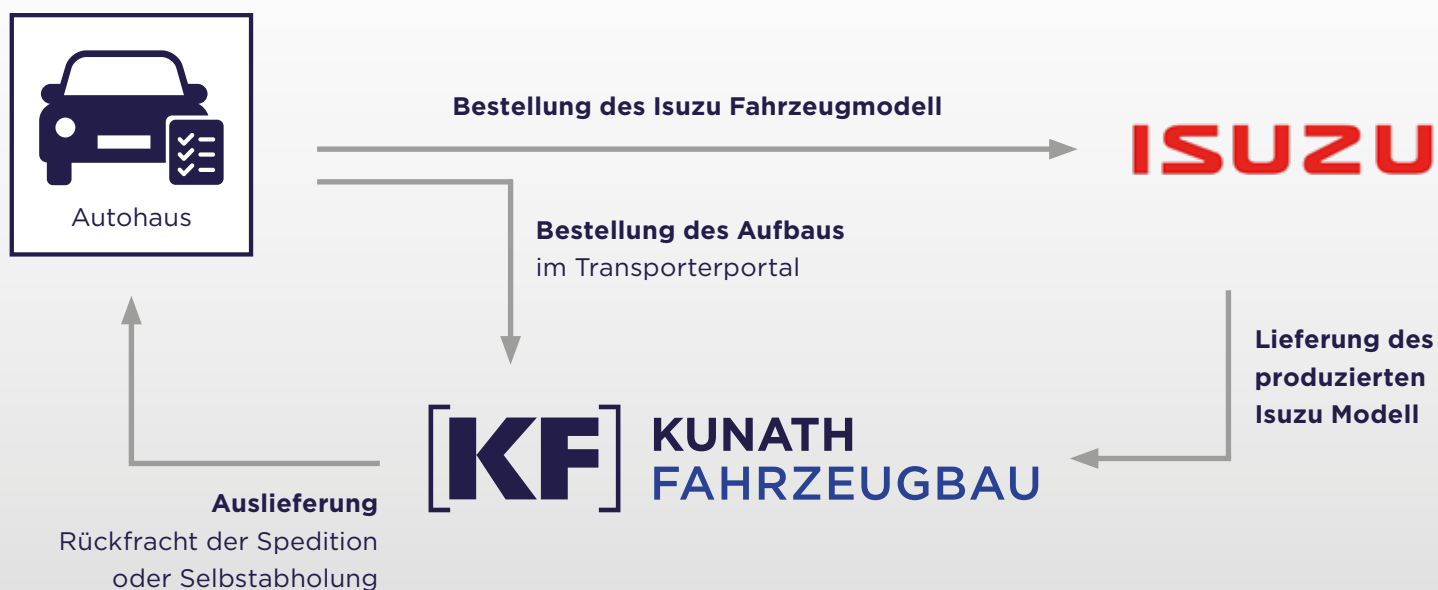 Bestellung des Isuzu Fahrzeugmodell
ISUZU
Autohaus
Bestellung des Aufbaus
im Transporterportal
Lieferung des
produzierten
Isuzu Modell
[KF] KUNATH
FAHRZEUGBAU
Auslieferung
Rückfracht der Spedition
oder Selbstabholung